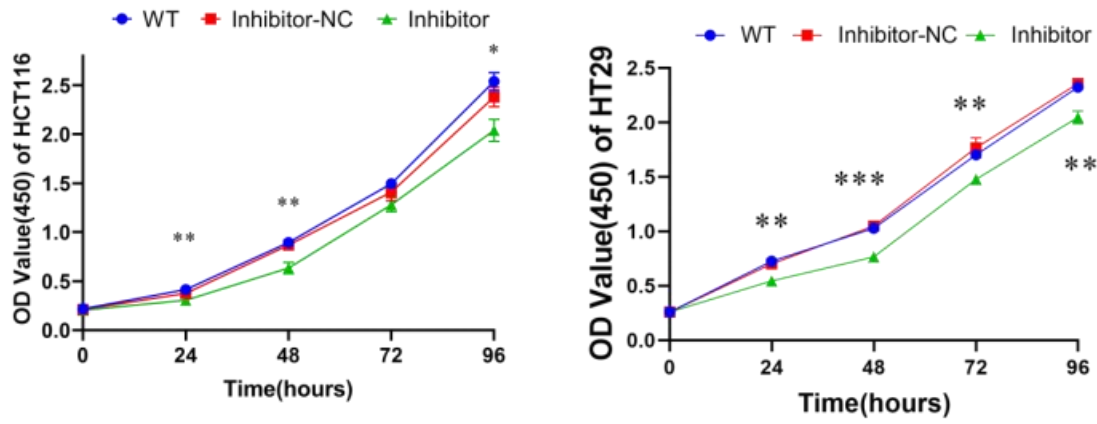 WT Inhibitor-NC Inhibitor
OD Value(450) of HCT116
2.5
2.0
1.5
1.0
0.5
0.0
**
**
*
0 24 48 72 96
Time(hours)
WT Inhibitor-NC Inhibitor
OD Value(450) of HT29
2.5
2.0
1.5
1.0
0.5
0.0
**
***
**
**
0 24 48 72 96
Time(hours)